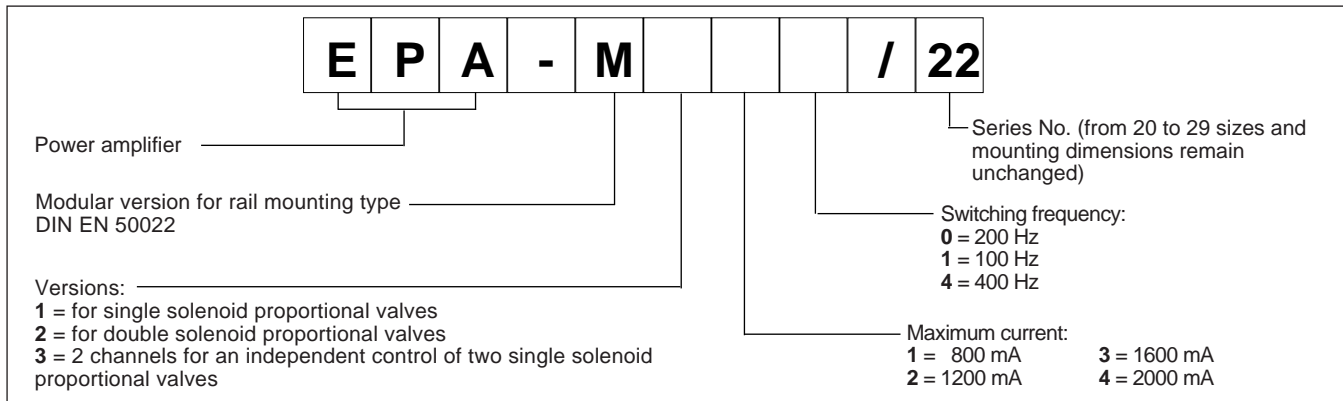 EPA-M / 22
Power amplifier
Series No. (from 20 to 29 sizes and
mounting dimensions remain
unchanged)
Modular version for rail mounting type
DIN EN 50022
Switching frequency:
0 = 200 Hz
1 = 100 Hz
4 = 400 Hz
Versions:
1 = for single solenoid proportional valves
2 = for double solenoid proportional valves
3 = 2 channels for an independent control of two single solenoid
proportional valves
Maximum current:
1 = 800 mA 3 = 1600 mA
2 = 1200 mA 4 = 2000 mA